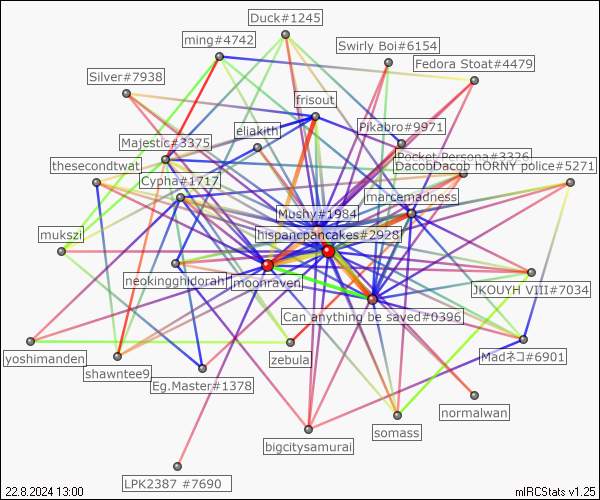 Duck#1245
ming#4742
Swirly Boi#6154
Fedora Stoat#4479
Silver#7938
frisout
Pikabro#9971
eliakith
Majestic#3375
Pocket Persona#3326
thesecondtwat
DacobDacob hORNY police#5271
Cypha#1717
marcemadness
Mushy#1984
mukszi
hispancpancakes#2928
neokingghidorah
moonraven
JKOUYH VIII#7034
Can anything be saved#0396
yoshimanden
zebula
Madネコ#6901
shawntee9
Eg.Master#1378
normalwan
somass
bigcitysamurai
LPK2387 #7690
22.8.2024 13:00
mIRCStats v1.25